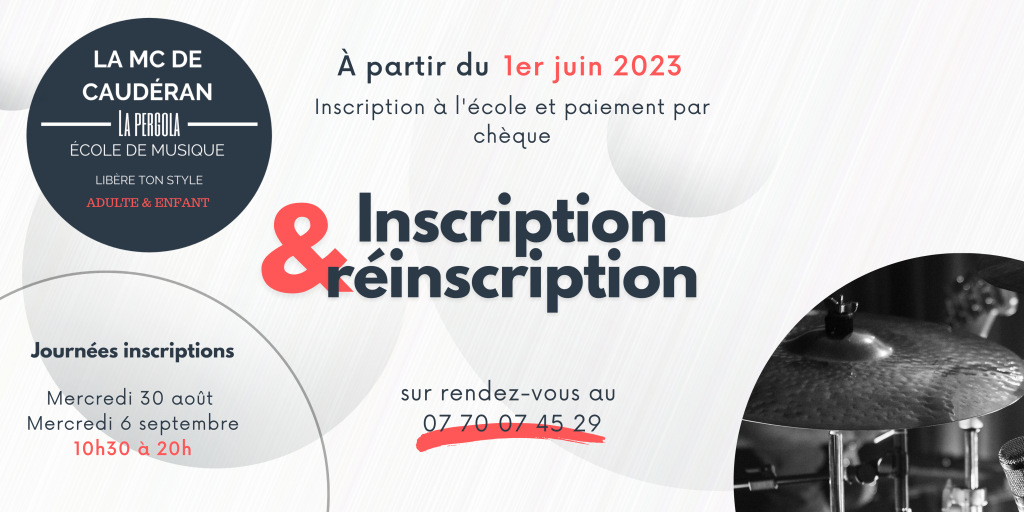 LA MC DE
CAUDÉRAN
LA PERGOLA
ÉCOLE DE MUSIQUE
LIBÈRE TON STYLE
ADULTE & ENFANT
À partir du 1er juin 2023
Inscription à l'école et paiement par
chèque
Inscription
& réinscription
Journées inscriptions
Mercredi 30 août
Mercredi 6 septembre
10h30 à 20h
sur rendez-vous au
07 70 07 45 29